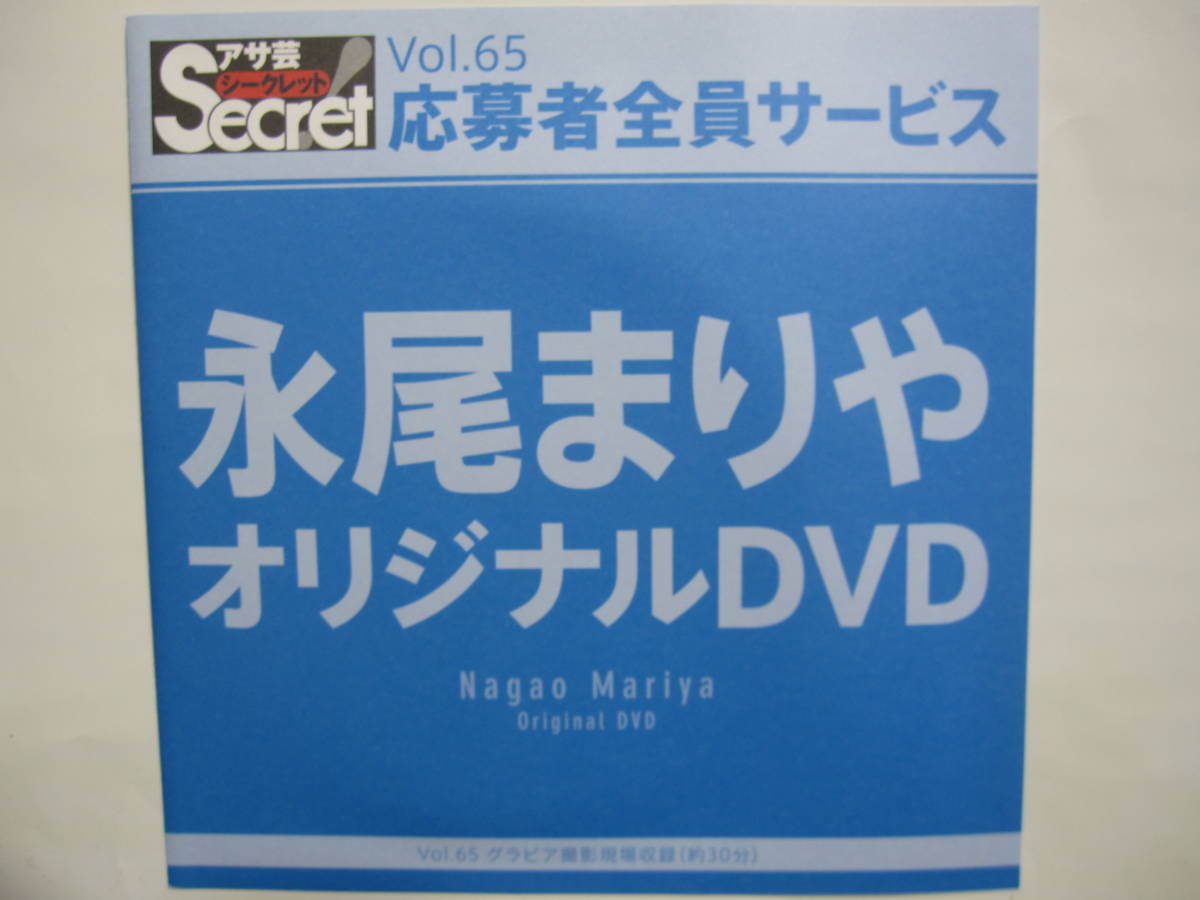 アサ芸
シークレット
Secret!
Vol.65
応募者全員サービス
永尾まりや
オリジナルDVD
Nagao Mariya
Original DVD
Vol.65 グラビア撮影現場収録(約30分)